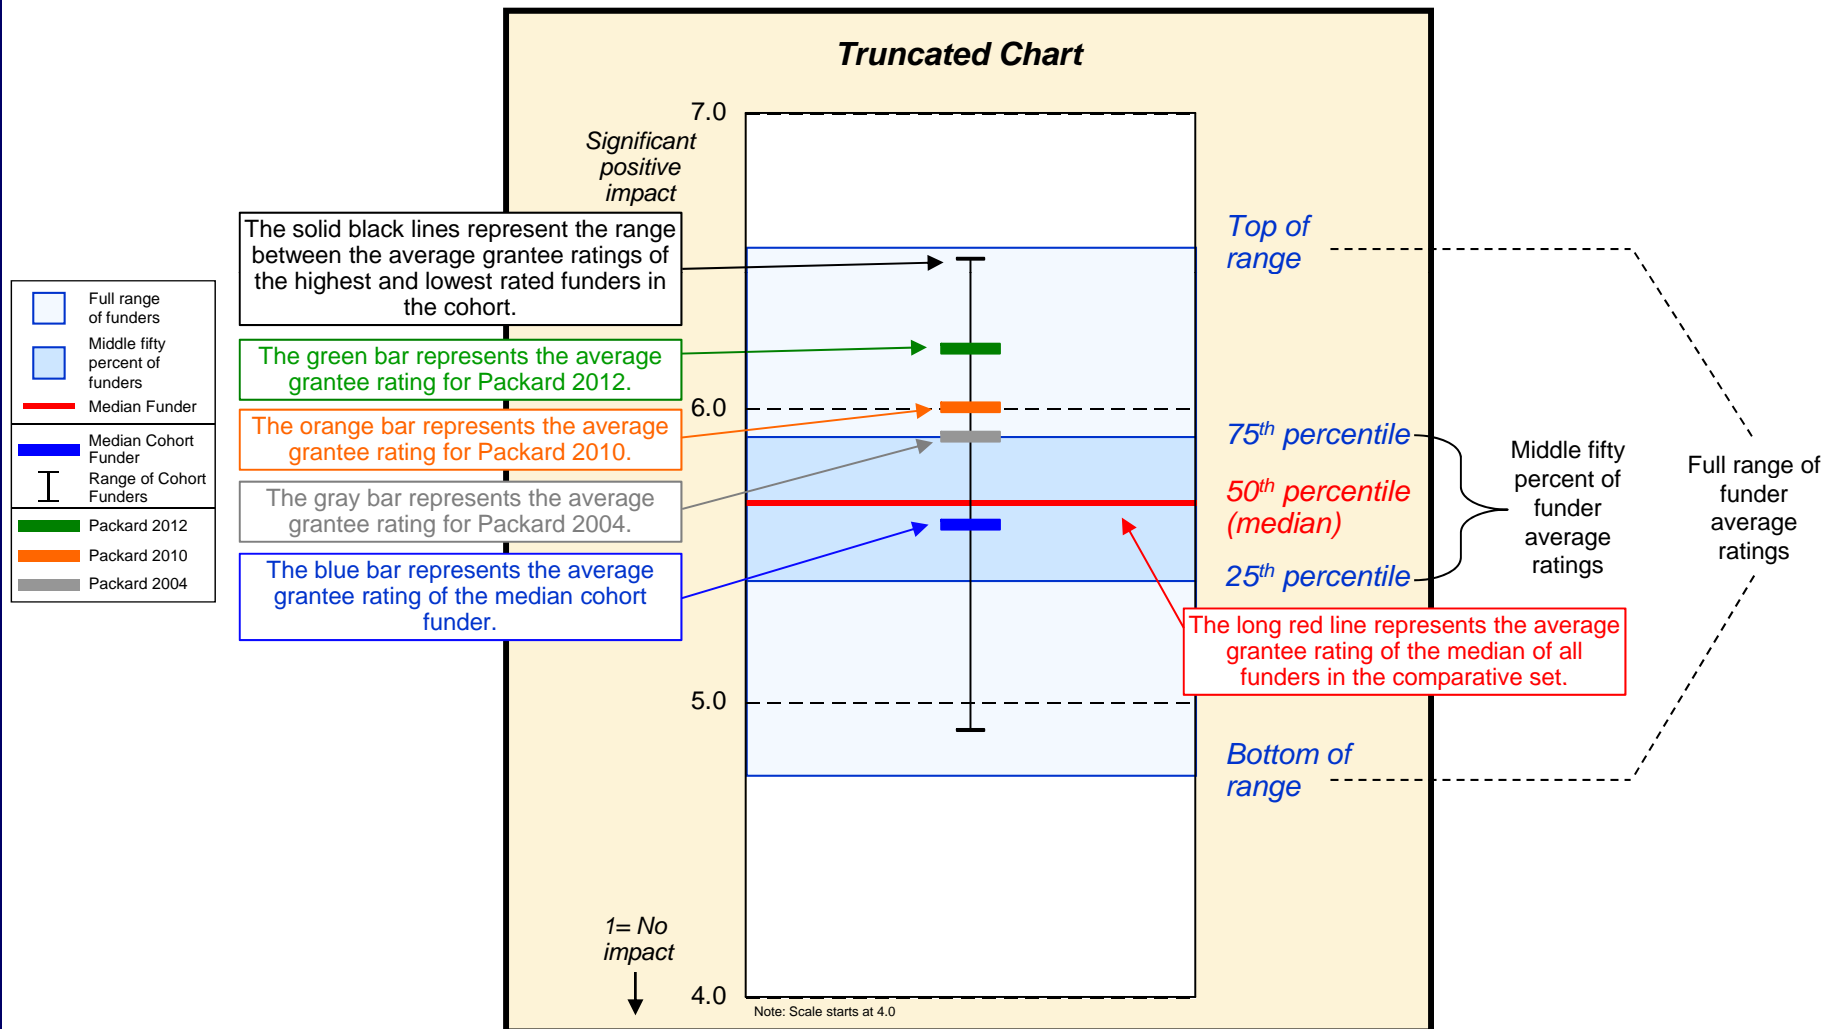 Truncated Chart
7.0
Significant
positive
impact
The solid black lines represent the range
between the average grantee ratings of
the highest and lowest rated funders in
the cohort.
Top of
range
Full range
of funders
Middle fifty
percent of
funders
Median Funder
Median Cohort
Funder
Range of Cohort
Funders
Packard 2012
Packard 2010
Packard 2004
The green bar represents the average
grantee rating for Packard 2012.
6.0
The orange bar represents the average
grantee rating for Packard 2010.
The gray bar represents the average
grantee rating for Packard 2004.
The blue bar represents the average
grantee rating of the median cohort
funder.
75th percentile
50th percentile
(median)
25th percentile
Middle fifty
percent of
funder
average
ratings
Full range of
funder
average
ratings
The long red line represents the average
grantee rating of the median of all
funders in the comparative set.
5.0
Bottom of
range
1= No
impact
4.0
Note: Scale starts at 4.0